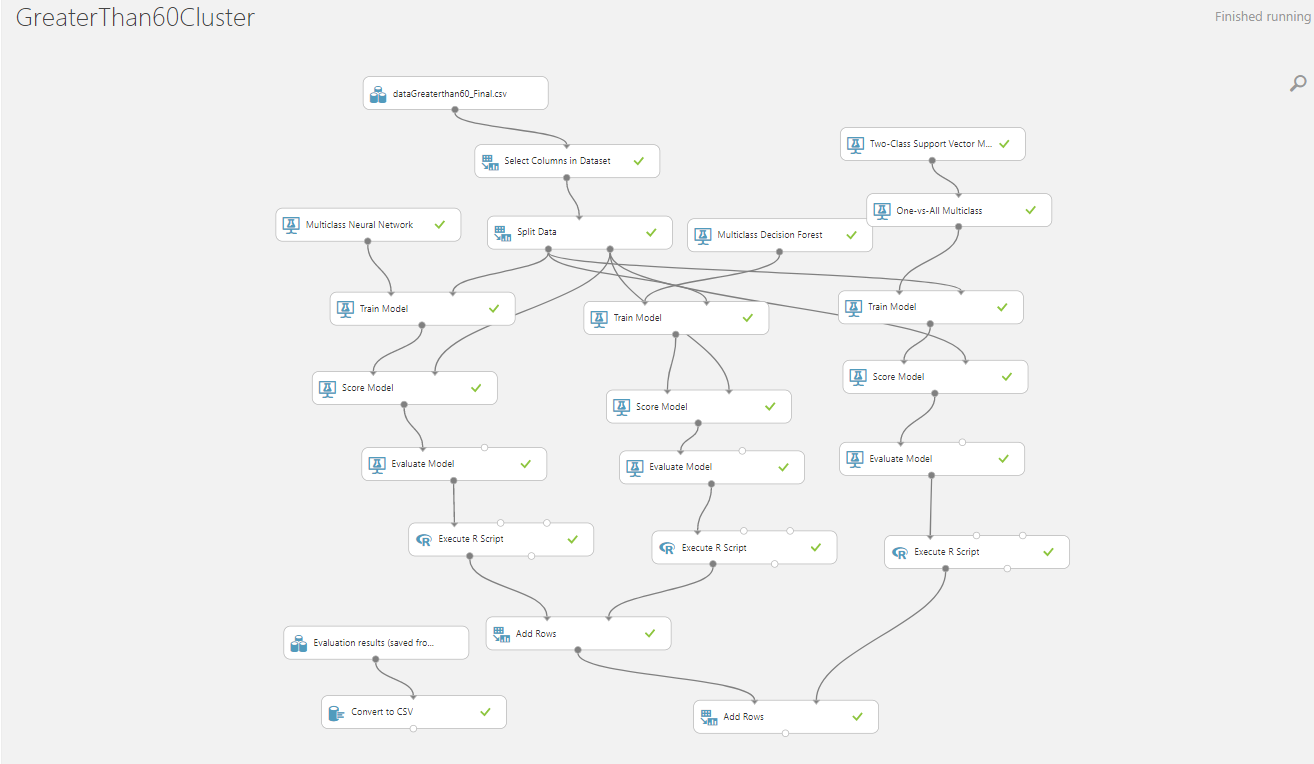 GreaterThan60Cluster
Finished running
dataGreaterthan60_Final.csv
Two-Class Support Vector M...
Select Columns in Dataset
One-vs-All Multiclass
Multiclass Neural Network
Split Data
Multiclass Decision Forest
Train Model
Train Model
Train Model
Score Model
Score Model
Score Model
Evaluate Model
Evaluate Model
Evaluate Model
Execute R Script
Execute R Script
Execute R Script
Add Rows
Evaluation results (saved fro...
Convert to CSV
Add Rows